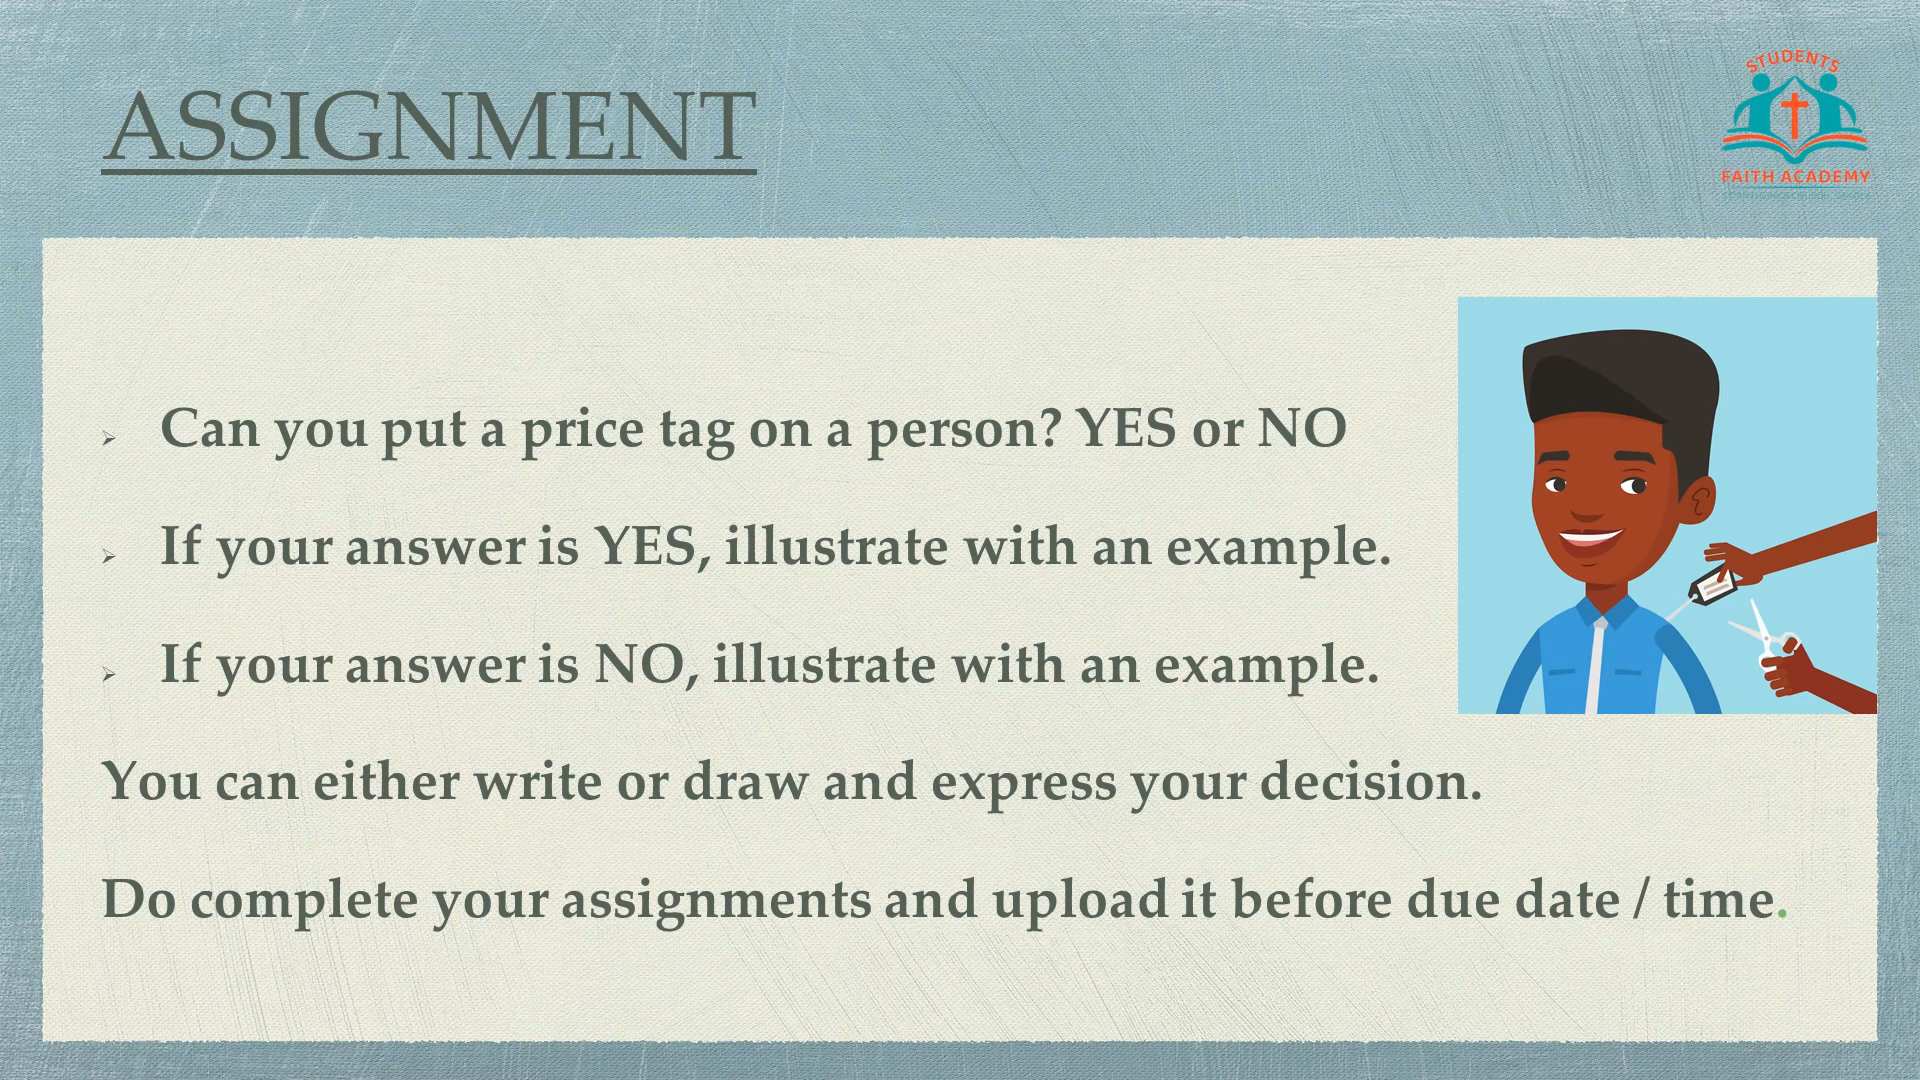 ASSIGNMENT
STUDENTS
FAITH ACADEMY
Can you put a price tag on a person? YES or NO
If your answer is YES, illustrate with an example.
If your answer is NO, illustrate with an example.
You can either write or draw and express your decision.
Do complete your assignments and upload it before due date / time.